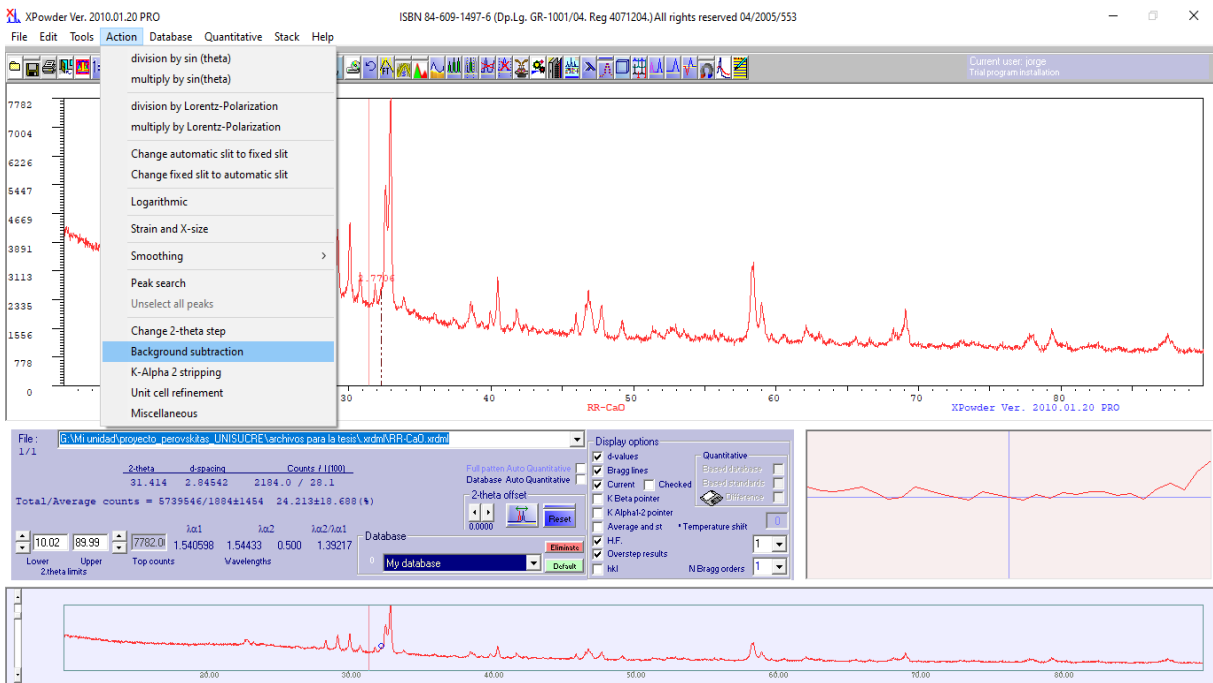 XPowder Ver. 2010.01.20 PRO
ISBN 84-609-1497-6 (Dp.Lg. GR-1001/04. Reg 4071204.) All rights reserved 04/2005/553
File Edit Tools Action Database Quantitative Stack Help
Current user: jorge
Trial program installation
division by sin (theta)
multiply by sin(theta)
division by Lorentz-Polarization
multiply by Lorentz-Polarization
Change automatic slit to fixed slit
Change fixed slit to automatic slit
Logarithmic
Strain and X-size
Smoothing
Peak search
Unselect all peaks
Change 2-theta step
Background subtraction
K-Alpha 2 stripping
Unit cell refinement
Miscellaneous
7782
7004
6226
5447
4669
3891
3113
2335
1556
778
0
2.7706
30 40 50 60 70 80
RR-CaO XPowder Ver. 2010.01.20 PRO
File : G:\Mi unidad\proyecto_perovskitas_UNISUCRE\archivos para la tesis\.xrdml\RR-CaO.xrdml
1/1
2-theta d-spacing Counts / I(100)
31.414 2.84542 2184.0 / 28.1
Total/Average counts = 5739546/1884±1454 24.213±18.688(%)
λα1 λα2 λα2/λα1
10.02 89.99 7782.0 1.540598 1.54433 0.500 1.39217
Lower Upper Top counts Wavelengths
2.theta limits
Full patten Auto Quantitative
Database Auto Quantitative
2-theta offset
0.0000 Reset
Database
0 My database
Eliminate
Default
Display options
d-values
Bragg lines
Current Checked
K Beta pointer
K Alpha1-2 pointer
Average and st * Temperature shift 0
H.F. 1
Overstep results
hkl N Bragg orders 1
Quantitative
Based database
Based standards
Difference
20.00 30.00 40.00 50.00 60.00 70.00 80.00